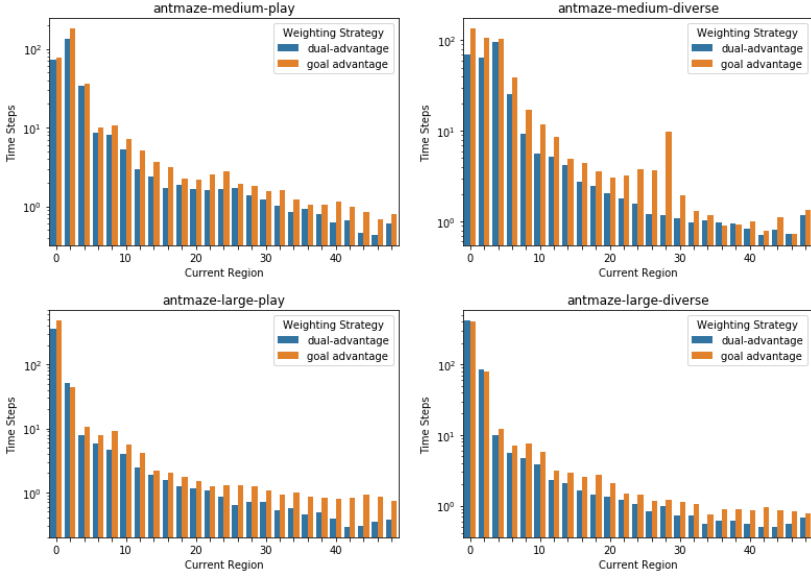 antmaze-medium-play
Weighting Strategy
dual-advantage
goal advantage
Time Steps
10²
10¹
10⁰
0 10 20 30 40
Current Region
antmaze-medium-diverse
Weighting Strategy
dual-advantage
goal advantage
Time Steps
10²
10¹
10⁰
0 10 20 30 40
Current Region
antmaze-large-play
Weighting Strategy
dual-advantage
goal advantage
Time Steps
10²
10¹
10⁰
0 10 20 30 40
Current Region
antmaze-large-diverse
Weighting Strategy
dual-advantage
goal advantage
Time Steps
10²
10¹
10⁰
0 10 20 30 40
Current Region